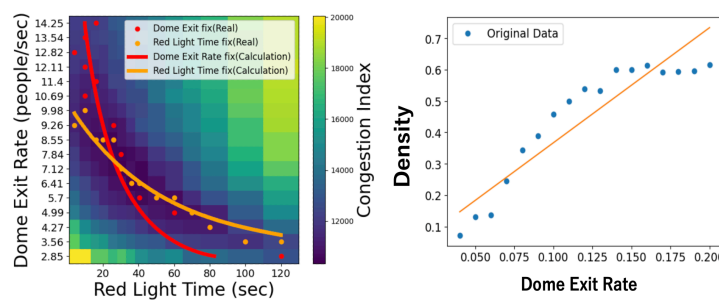 14.25
13.54
12.82
12.11
11.4
10.69
9.98
9.26
8.55
7.84
7.12
6.41
5.7
4.99
4.27
3.56
2.85
Dome Exit Rate (people/sec)
20 40 60 80 100 120
Red Light Time (sec)
Dome Exit fix(Real)
Red Light Time fix(Real)
Dome Exit Rate fix(Calculation)
Red Light Time fix(Calculation)
20000
18000
16000
14000
12000
Congestion Index
Original Data
0.7
0.6
0.5
0.4
0.3
0.2
0.1
Density
0.050 0.075 0.100 0.125 0.150 0.175 0.200
Dome Exit Rate